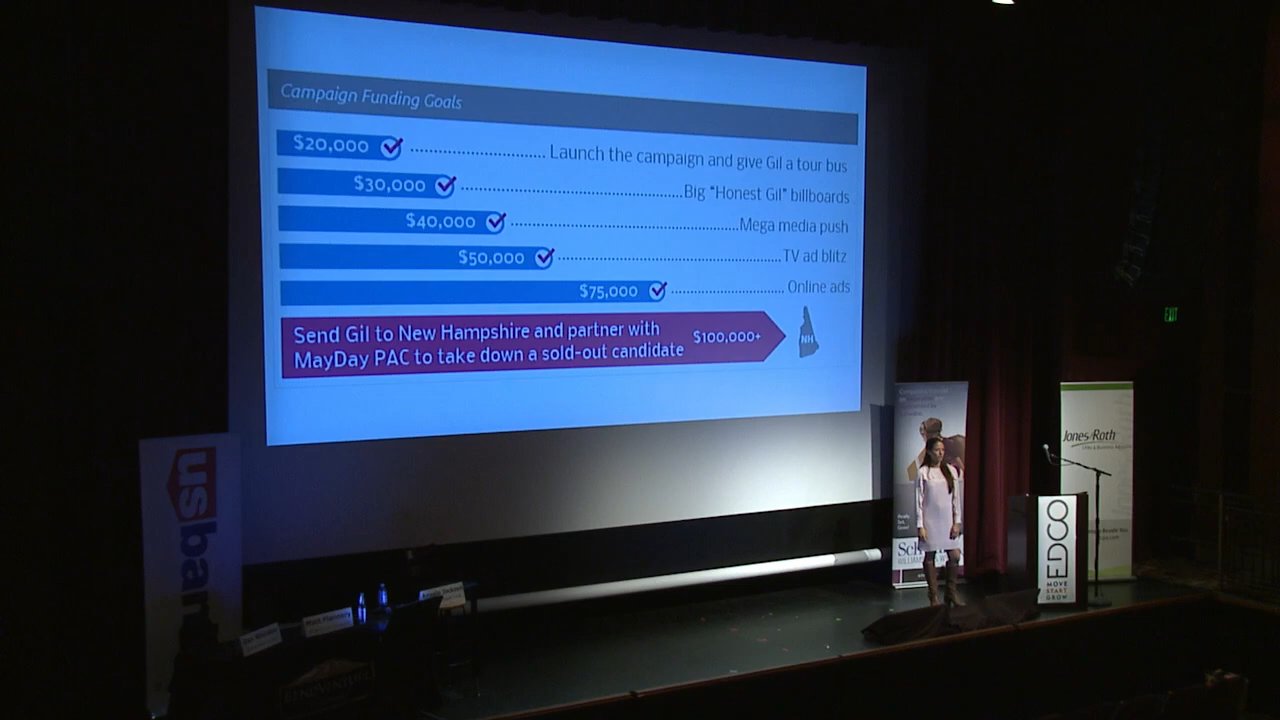 Campaign Funding Goals
$20,000 ............................ Launch the campaign and give Gil a tour bus
$30,000 ..............................................Big “Honest Gil” billboards
$40,000 ...............................................Mega media push
$50,000 ..............................................TV ad blitz
$75,000 ....................... Online ads
Send Gil to New Hampshire and partner with
MayDay PAC to take down a sold-out candidate
$100,000+
NH
EXIT
usban
Jones Roth
EDCO
MOVE
START
GROW
Matt